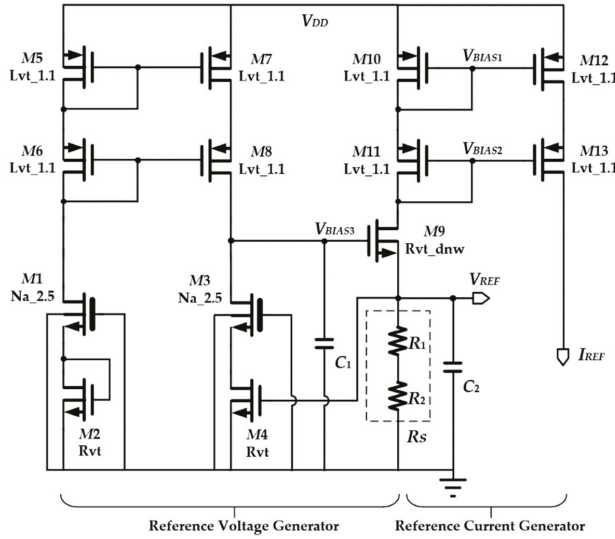 VDD
M5
Lvt_1.1
M7
Lvt_1.1
M10
Lvt_1.1
VBIAS1
M12
Lvt_1.1
M6
Lvt_1.1
M8
Lvt_1.1
M11
Lvt_1.1
VBIAS2
M13
Lvt_1.1
VBIAS3
M9
Rvt_dnw
M1
Na_2.5
M3
Na_2.5
VREF
R1
C1
C2
IREF
R2
M2
Rvt
M4
Rvt
Rs
Reference Voltage Generator
Reference Current Generator